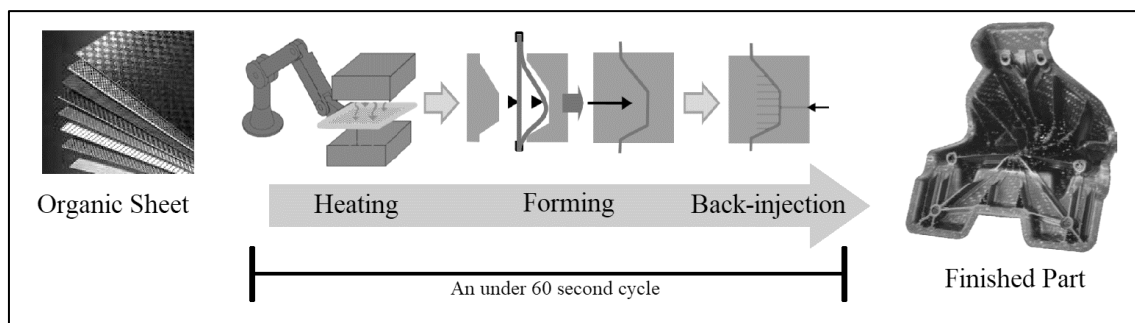 Organic Sheet
Heating
Forming
Back-injection
An under 60 second cycle
Finished Part